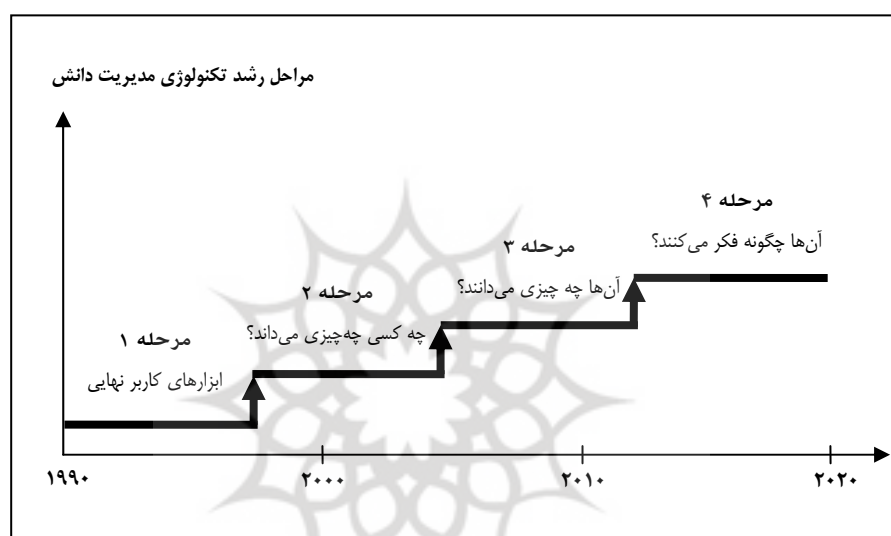 مراحل رشد تکنولوژی مدیریت دانش
مرحله ۴
آن‌ها چگونه فکر می‌کنند؟
مرحله ۳
آن‌ها چه چیزی می‌دانند؟
مرحله ۲
چه کسی چه‌چیزی می‌داند؟
مرحله ۱
ابزارهای کاربر نهایی
۱۹۹۰
۲۰۰۰
۲۰۱۰
۲۰۲۰